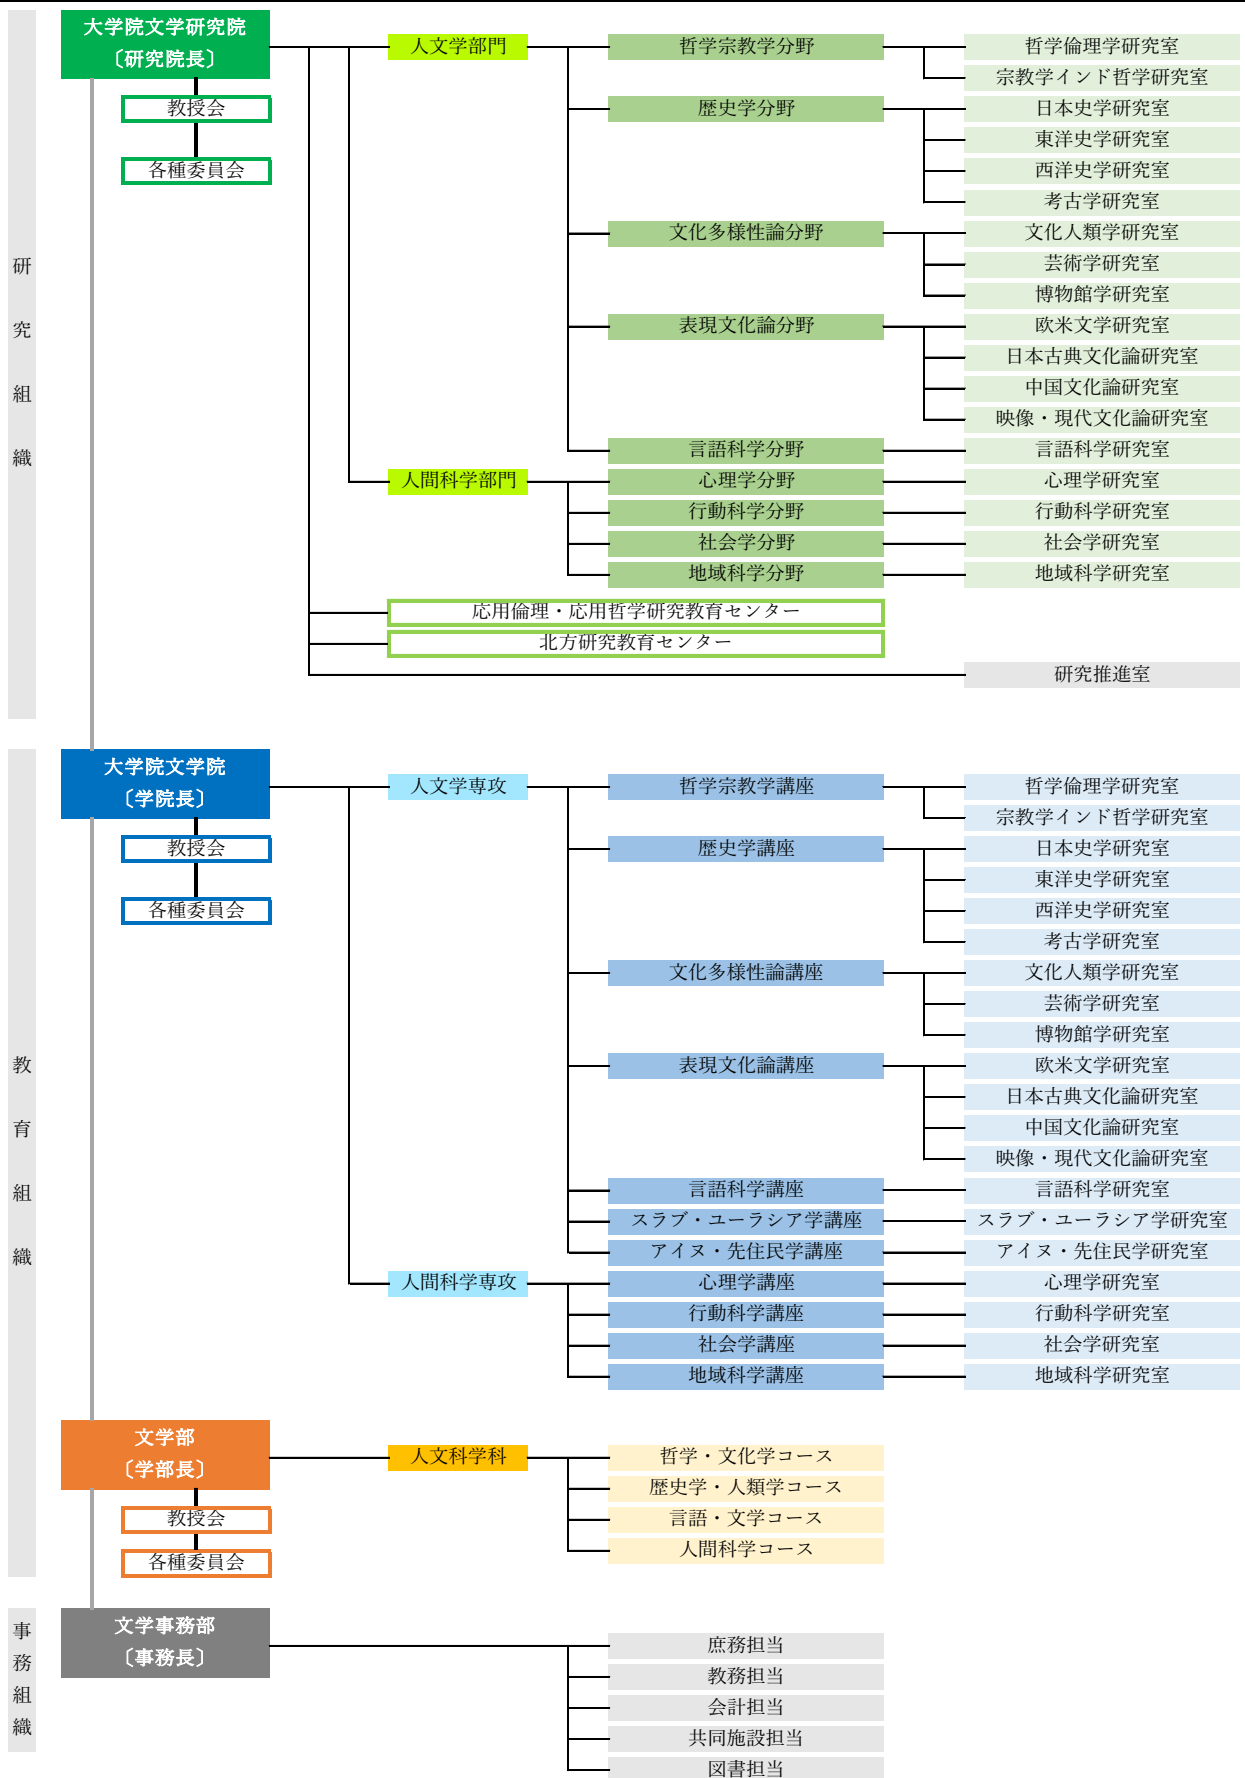 研究組織
大学院文学研究院
〔研究院長〕
教授会
各種委員会
人文学部門
哲学宗教学分野
哲学倫理学研究室
宗教学インド哲学研究室
歴史学分野
日本史学研究室
東洋史学研究室
西洋史学研究室
考古学研究室
文化多様性論分野
文化人類学研究室
芸術学研究室
博物館学研究室
表現文化論分野
欧米文学研究室
日本古典文化論研究室
中国文化論研究室
映像・現代文化論研究室
言語科学分野
言語科学研究室
人間科学部門
心理学分野
心理学研究室
行動科学分野
行動科学研究室
社会学分野
社会学研究室
地域科学分野
地域科学研究室
応用倫理・応用哲学研究教育センター
北方研究教育センター
研究推進室
教育組織
大学院文学院
〔学院長〕
教授会
各種委員会
人文学専攻
哲学宗教学講座
哲学倫理学研究室
宗教学インド哲学研究室
歴史学講座
日本史学研究室
東洋史学研究室
西洋史学研究室
考古学研究室
文化多様性論講座
文化人類学研究室
芸術学研究室
博物館学研究室
表現文化論講座
欧米文学研究室
日本古典文化論研究室
中国文化論研究室
映像・現代文化論研究室
言語科学講座
言語科学研究室
スラブ・ユーラシア学講座
スラブ・ユーラシア学研究室
アイヌ・先住民学講座
アイヌ・先住民学研究室
人間科学専攻
心理学講座
心理学研究室
行動科学講座
行動科学研究室
社会学講座
社会学研究室
地域科学講座
地域科学研究室
文学部
〔学部長〕
教授会
各種委員会
人文科学科
哲学・文化学コース
歴史学・人類学コース
言語・文学コース
人間科学コース
事務組織
文学事務部
〔事務長〕
庶務担当
教務担当
会計担当
共同施設担当
図書担当